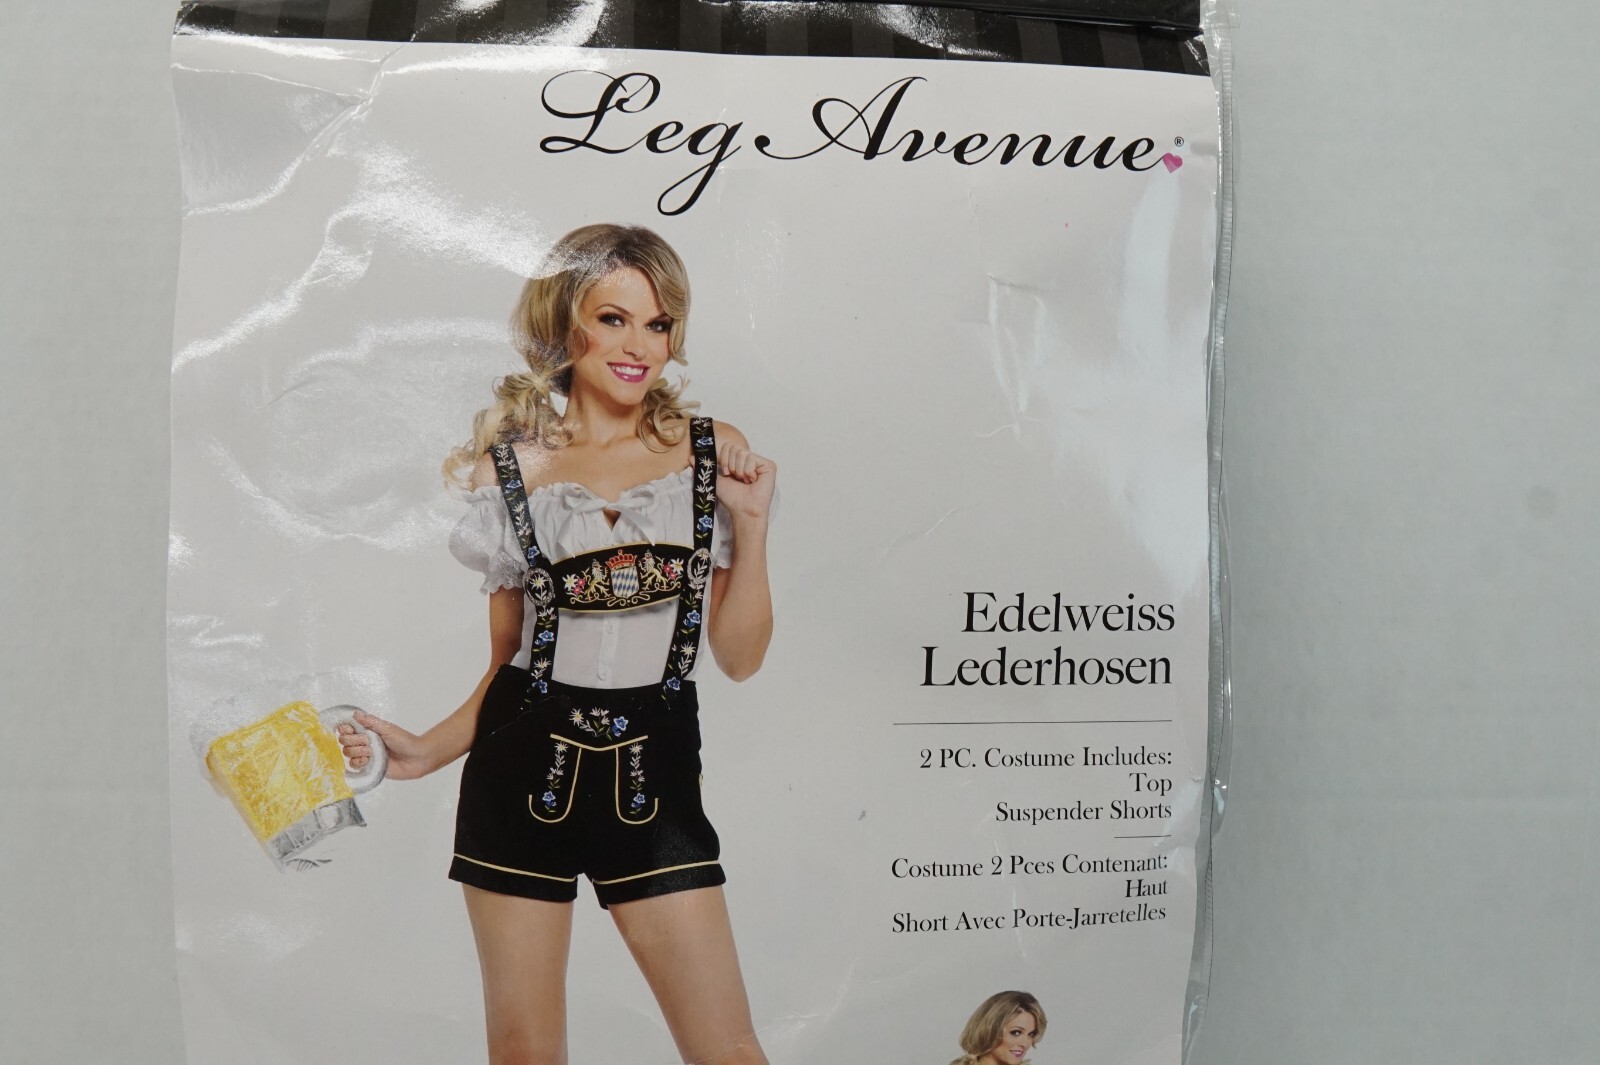 Leg Avenue®
Edelweiss
Lederhosen
2 PC. Costume Includes:
Top
Suspender Shorts
Costume 2 Pces Contenant:
Haut
Short Avec Porte-Jarretelles